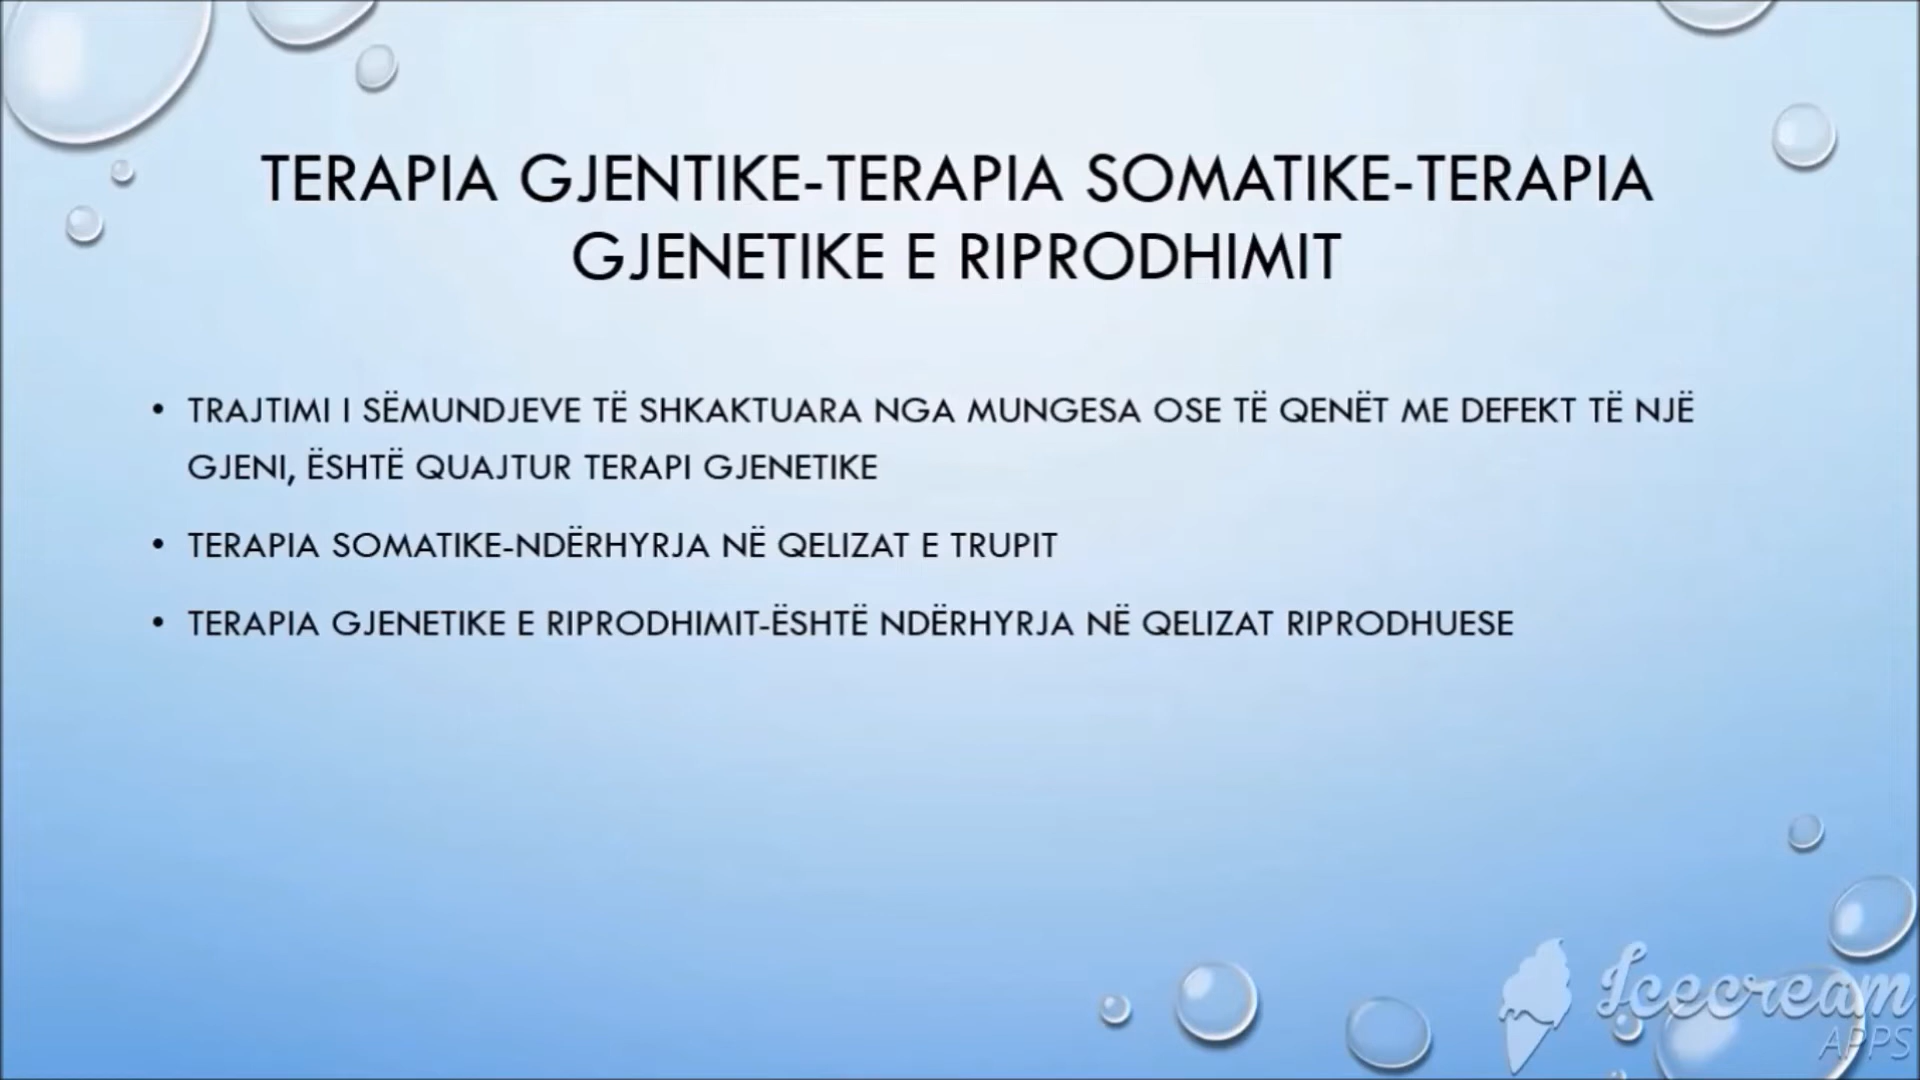 TERAPIA GJENTIKE-TERAPIA SOMATIKE-TERAPIA
GJENETIKE E RIPRODHIMIT
• TRAJTIMI I SËMUNDJEVE TË SHKAKTUARA NGA MUNGESA OSE TË QENËT ME DEFEKT TË NJË
GJENI, ËSHTË QUAJTUR TERAPI GJENETIKE
• TERAPIA SOMATIKE-NDËRHYRJA NË QELIZAT E TRUPIT
• TERAPIA GJENETIKE E RIPRODHIMIT-ËSHTË NDËRHYRJA NË QELIZAT RIPRODHUESE
Icecream
APPS